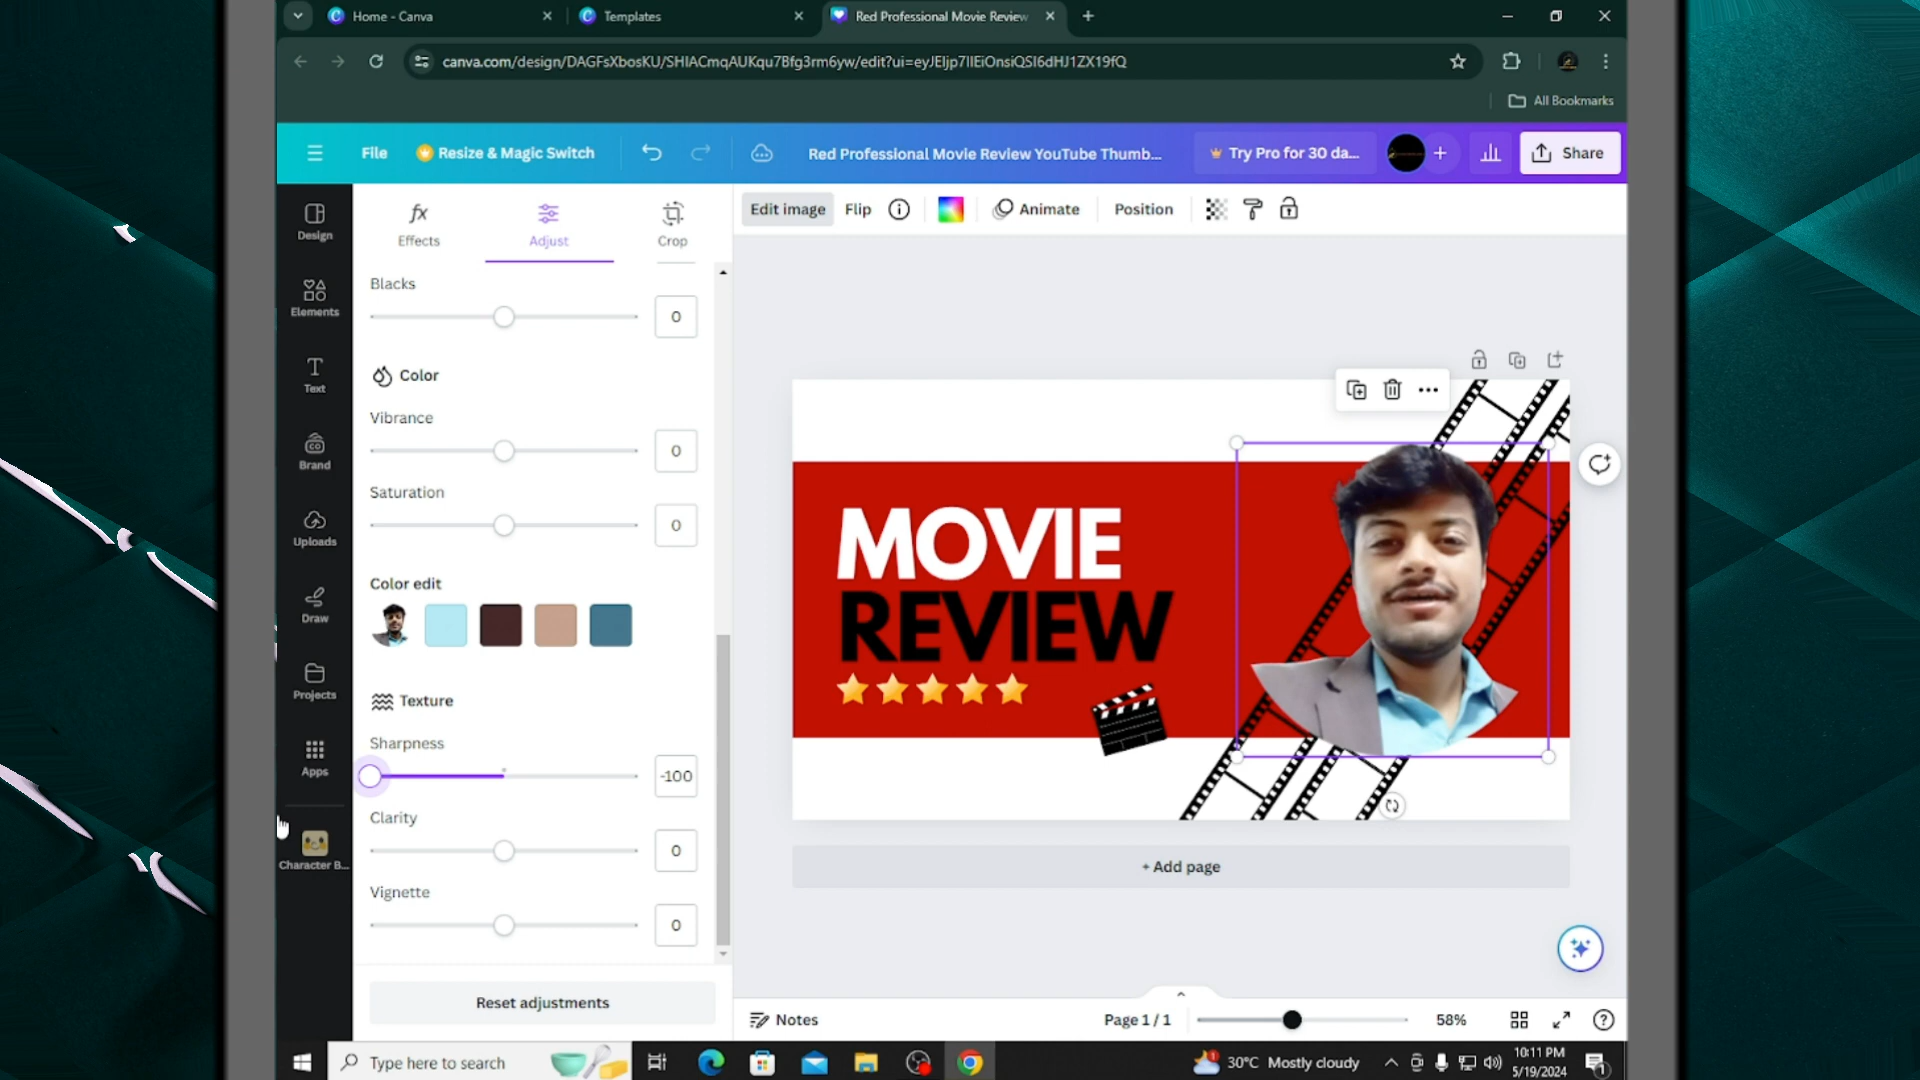 Home - Canva
Templates
Red Professional Movie Review
canva.com/design/DAGFsXbosKU/SHIACmqAUKqu7Bfg3rm6yw/edit?ui=eyJEIjp7IlEiOnsiQSI6dHJ1ZX19fQ
All Bookmarks
File
Resize & Magic Switch
Red Professional Movie Review YouTube Thumb...
Try Pro for 30 da...
Share
Design
Elements
Text
Brand
Uploads
Draw
Projects
Apps
Character B...
Effects
Adjust
Crop
Edit image
Flip
Animate
Position
Blacks
0
Color
Vibrance
0
Saturation
0
Color edit
Texture
Sharpness
-100
Clarity
0
Vignette
0
Reset adjustments
MOVIE
REVIEW
+ Add page
Notes
Page 1 / 1
58%
Type here to search
30°C Mostly cloudy
10:11 PM
5/19/2024